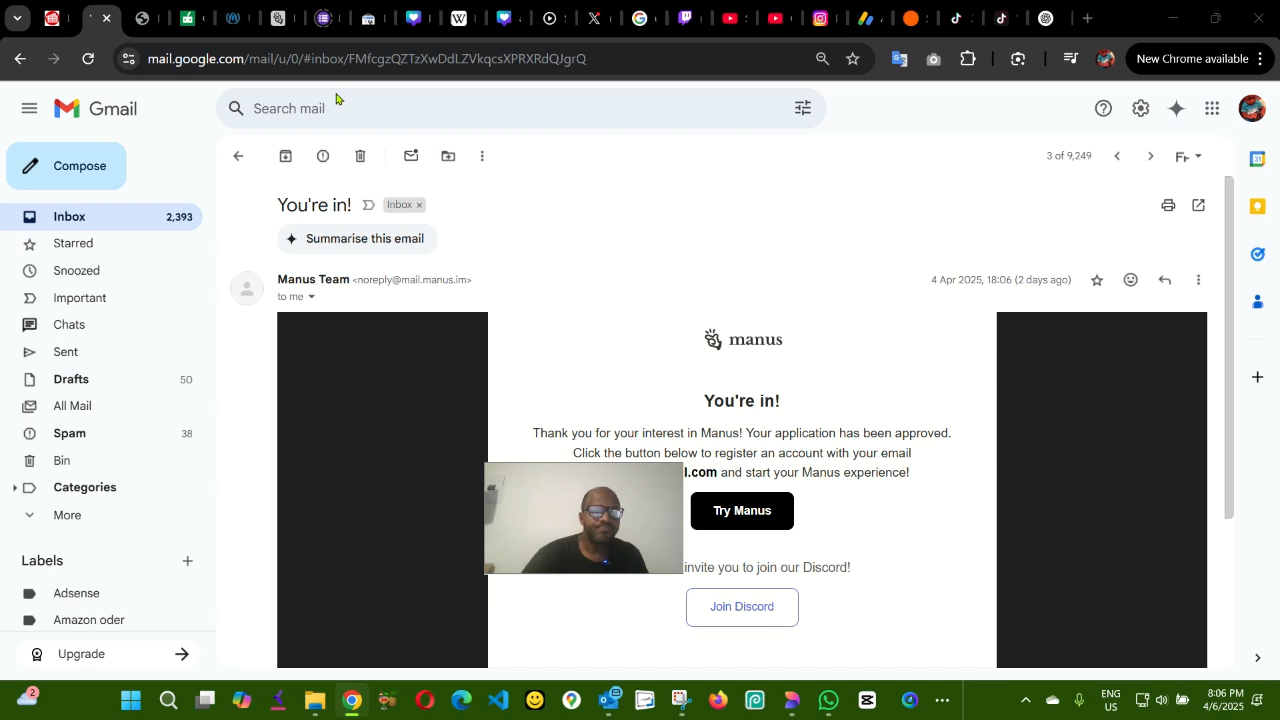 mail.google.com/mail/u/0/#inbox/FMfcgzQZTzXwDdLZVkqcsXPRXRdQJgrQ
New Chrome available
Gmail
Search mail
Compose
3 of 9,249
Inbox 2,393
Starred
Snoozed
Important
Chats
Sent
Drafts 50
All Mail
Spam 38
Bin
Categories
More
Labels
Adsense
Amazon oder
Upgrade
You're in!
Inbox ×
Summarise this email
Manus Team <noreply@mail.manus.im>
4 Apr 2025, 18:06 (2 days ago)
to me
manus
You're in!
Thank you for your interest in Manus! Your application has been approved.
Click the button below to register an account with your email
l.com and start your Manus experience!
Try Manus
invite you to join our Discord!
Join Discord
2
ENG
US
8:06 PM
4/6/2025